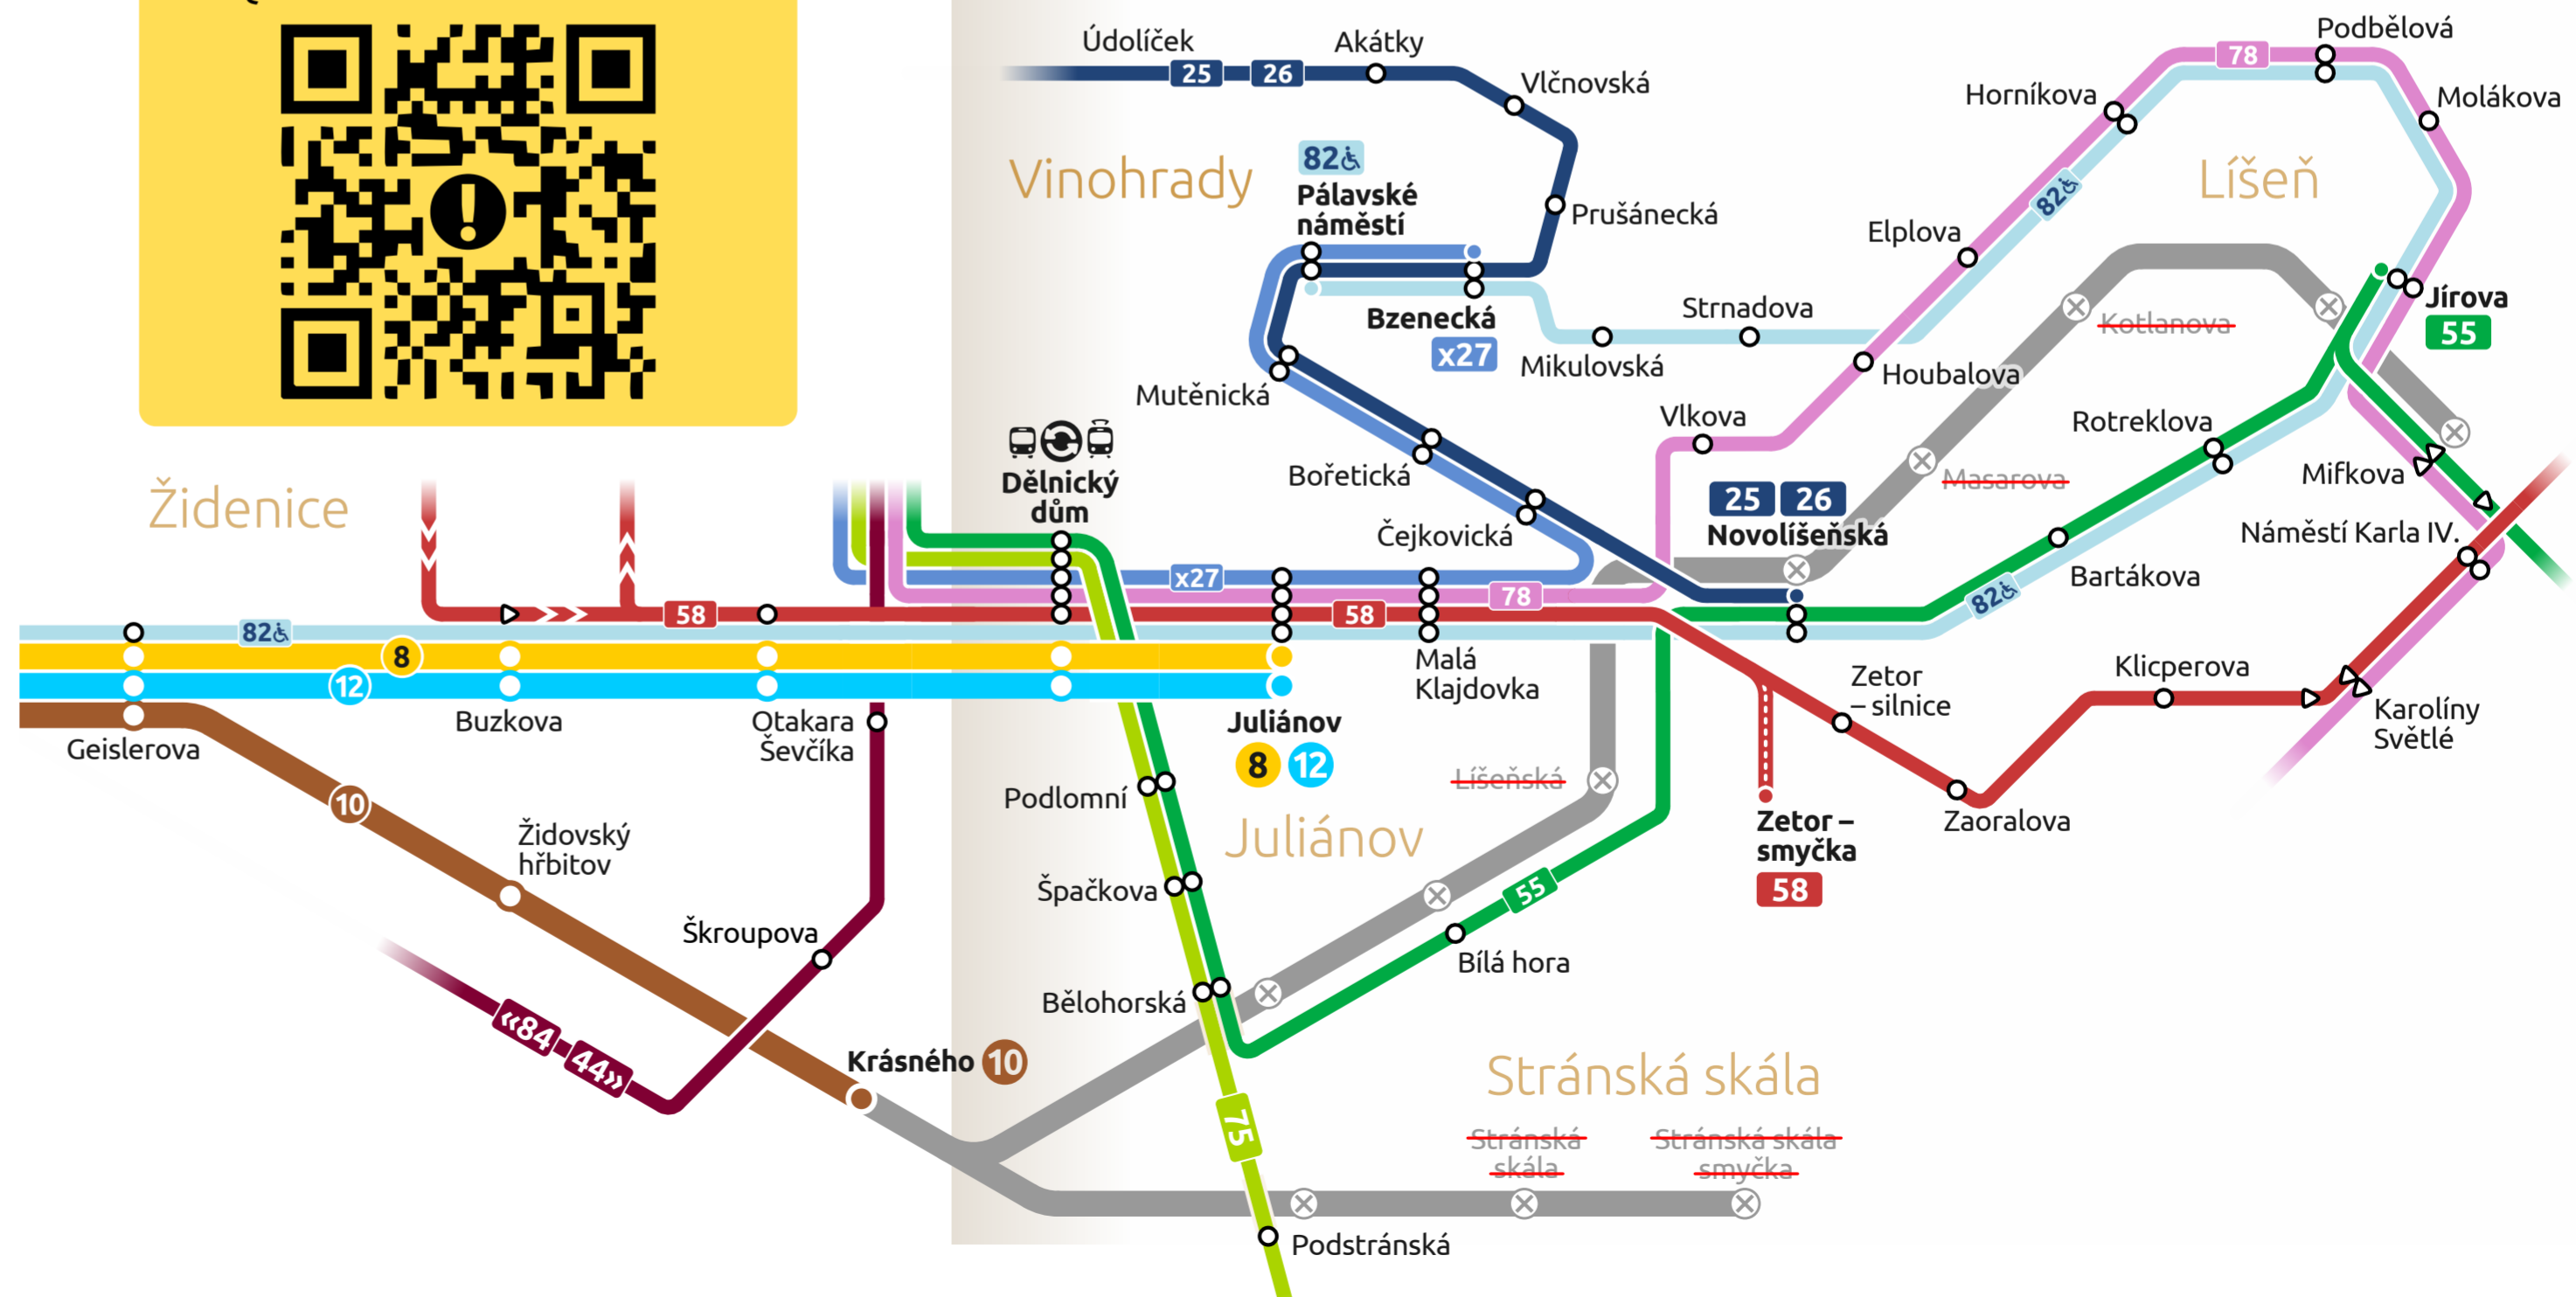 Údolíček
25
26
Akátky
Vlčnovská
Prušánecká
Vinohrady
82
Pálavské
náměstí
Bzenecká
x27
Mutěnická
Bořetická
Čejkovická
Mikulovská
Strnadova
Elplova
Houbalova
Vlkova
Horníkova
82
78
Podbělová
Molákova
Líšeň
Jírova
55
Kotlanova
Masarova
Rotreklova
Mifkova
Náměstí Karla IV.
Bartákova
82
25 26
Novolíšeňská
Židenice
Dělnický
dům
x27
78
58
58
82
8
12
Geislerova
Buzkova
Otakara
Ševčíka
Juliánov
8 12
Malá
Klajdovka
Zetor
– silnice
Klicperova
Karolíny
Světlé
Zaoralova
Zetor –
smyčka
58
Líšeňská
Juliánov
Podlomní
Špačkova
Bělohorská
55
Bílá hora
10
Židovský
hřbitov
Škroupova
«84
44»
Krásného 10
75
Stránská skála
Stránská
skála
Stránská skála
smyčka
Podstránská